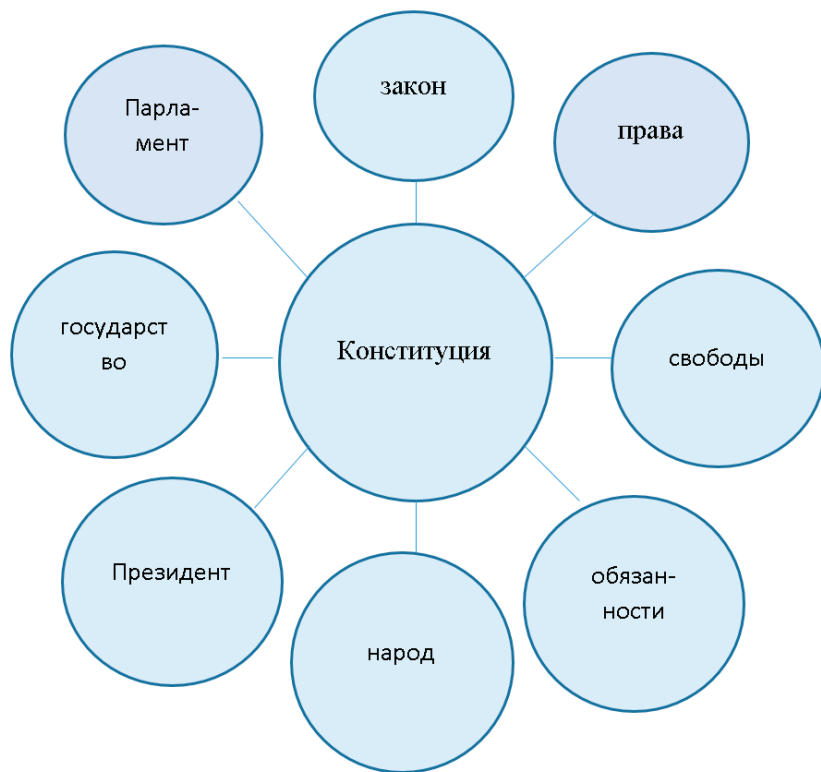 закон
Парла-
мент
права
государст
во
Конституция
свободы
Президент
обязан-
ности
народ